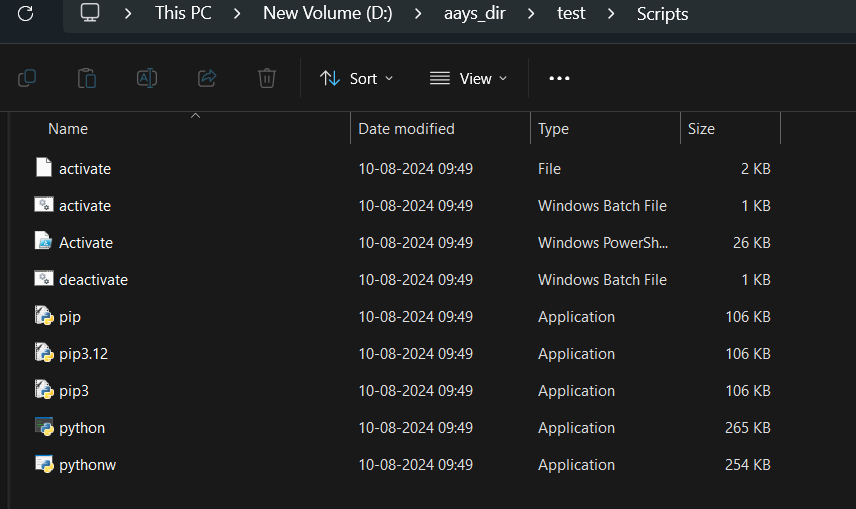 This PC > New Volume (D:) > aays_dir > test > Scripts
Sort View
Name Date modified Type Size
activate 10-08-2024 09:49 File 2 KB
activate 10-08-2024 09:49 Windows Batch File 1 KB
Activate 10-08-2024 09:49 Windows PowerSh... 26 KB
deactivate 10-08-2024 09:49 Windows Batch File 1 KB
pip 10-08-2024 09:49 Application 106 KB
pip3.12 10-08-2024 09:49 Application 106 KB
pip3 10-08-2024 09:49 Application 106 KB
python 10-08-2024 09:49 Application 265 KB
pythonw 10-08-2024 09:49 Application 254 KB